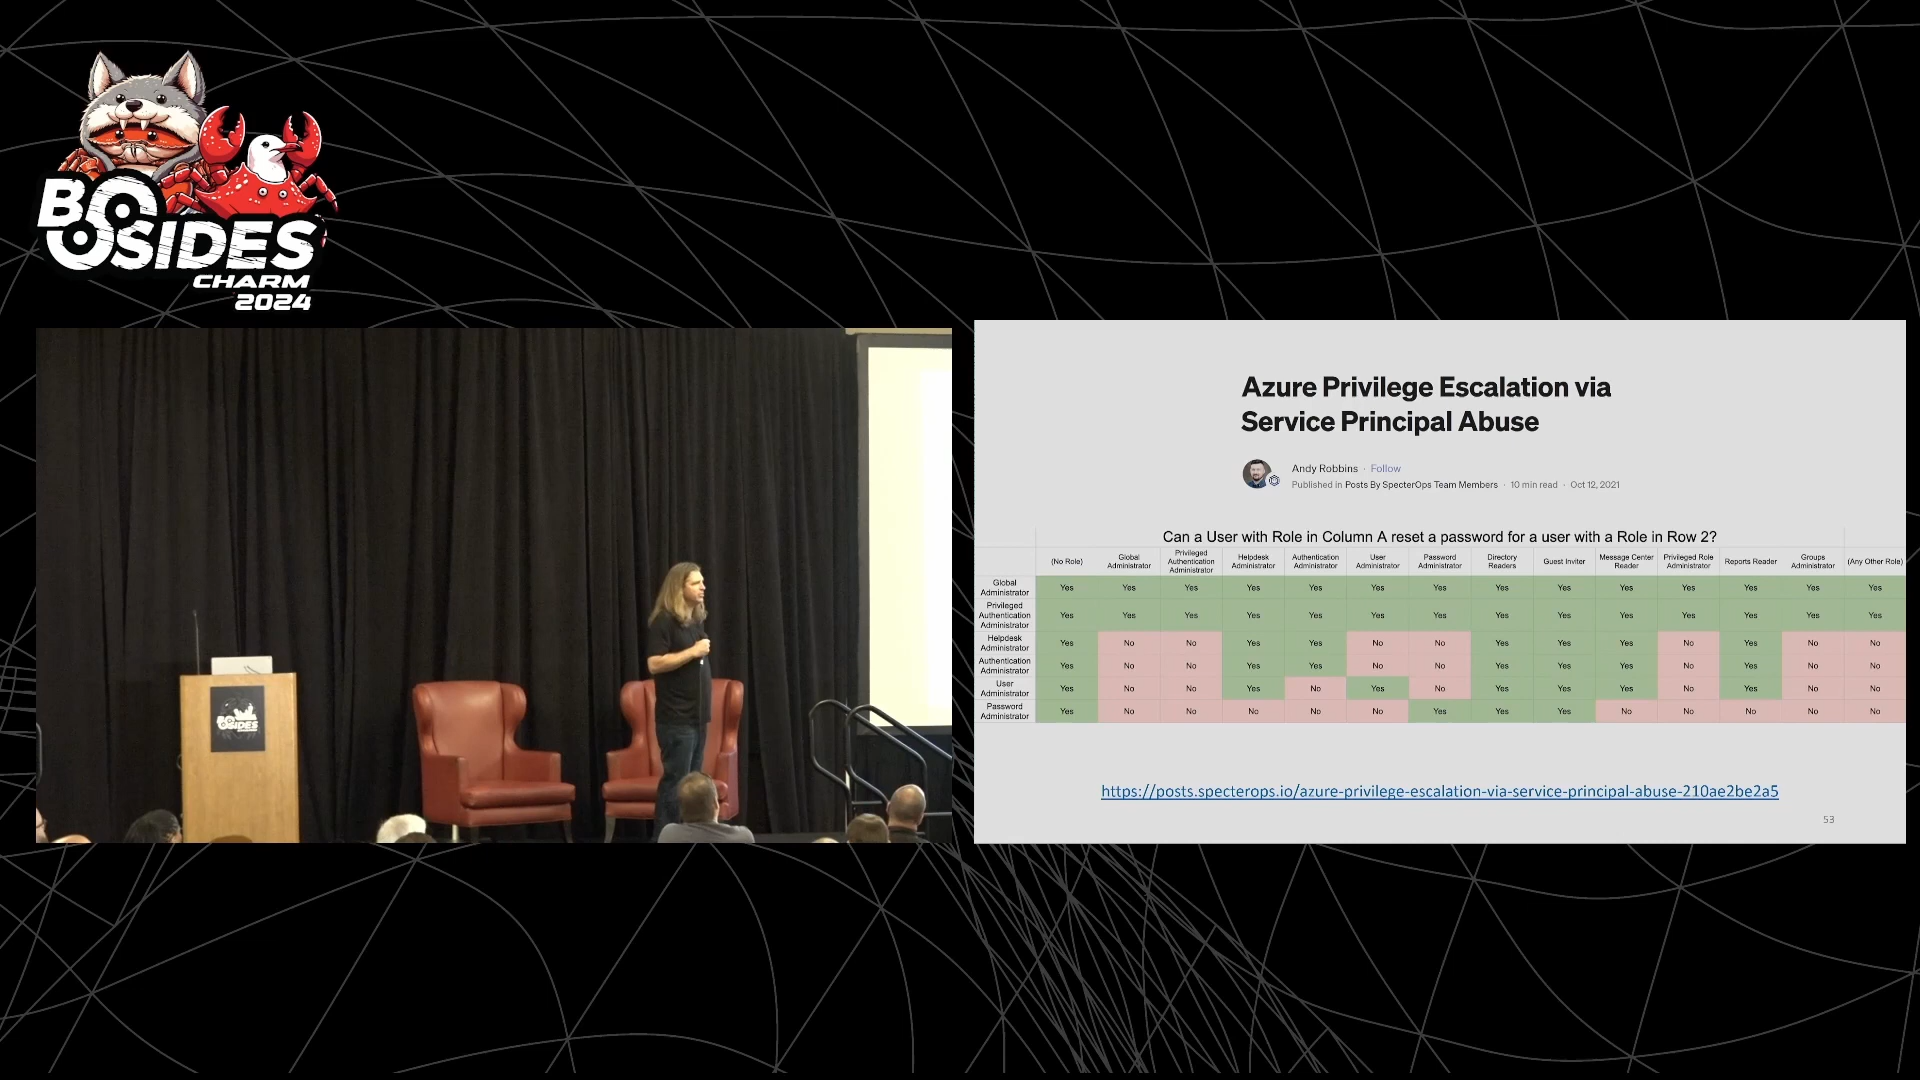 BSIDES
CHARM
2024
BSIDES
Azure Privilege Escalation via
Service Principal Abuse
Andy Robbins · Follow
Published in Posts By SpecterOps Team Members · 10 min read · Oct 12, 2021
Can a User with Role in Column A reset a password for a user with a Role in Row 2?
(No Role) Global Administrator Privileged Authentication Administrator Helpdesk Administrator Authentication Administrator User Administrator Password Administrator Directory Readers Guest Inviter Message Center Reader Privileged Role Administrator Reports Reader Groups Administrator (Any Other Role)
Global Administrator Yes Yes Yes Yes Yes Yes Yes Yes Yes Yes Yes Yes Yes Yes
Privileged Authentication Administrator Yes Yes Yes Yes Yes Yes Yes Yes Yes Yes Yes Yes Yes Yes
Helpdesk Administrator Yes No No Yes Yes No No Yes Yes Yes No Yes No No
Authentication Administrator Yes No No Yes Yes No No Yes Yes Yes No Yes No No
User Administrator Yes No No Yes No Yes No Yes Yes Yes No Yes No No
Password Administrator Yes No No No No No Yes Yes Yes No No No No No
https://posts.specterops.io/azure-privilege-escalation-via-service-principal-abuse-210ae2be2a5
53